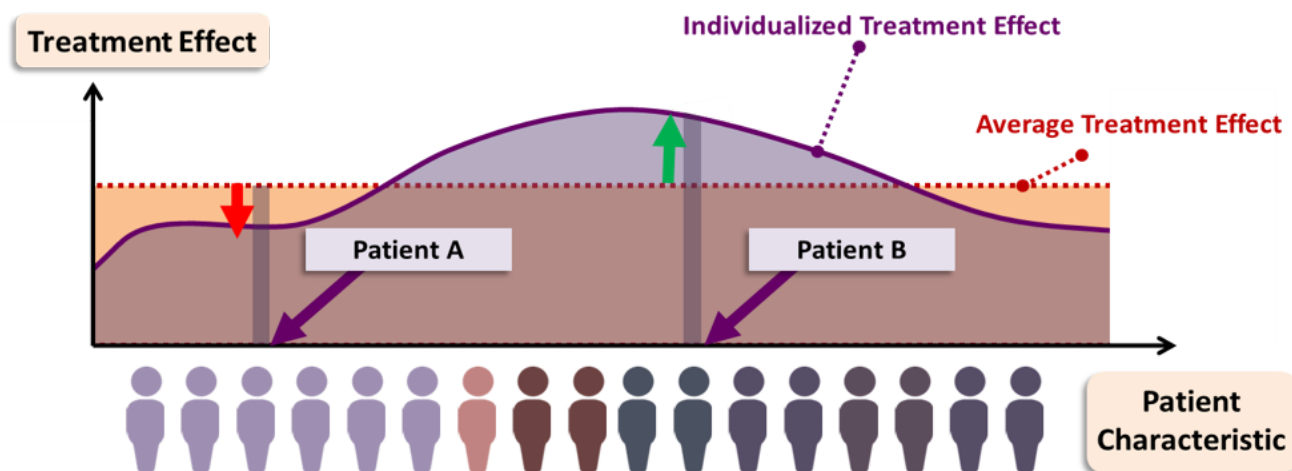 Individualized Treatment Effect
Treatment Effect
Average Treatment Effect
Patient A
Patient B
Patient
Characteristic